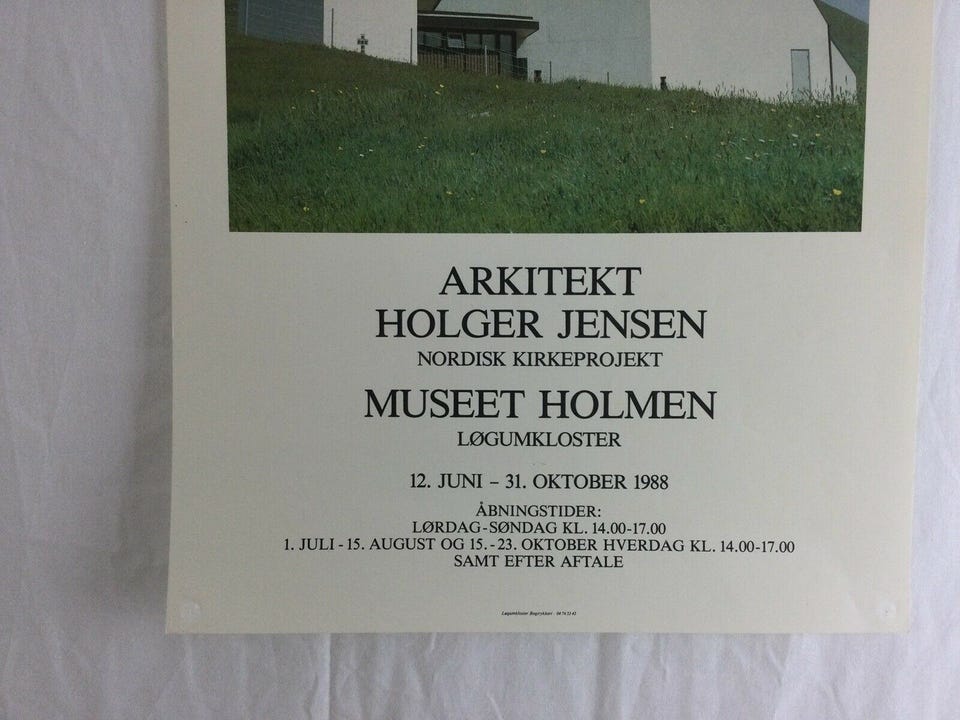 ARKITEKT
HOLGER JENSEN
NORDISK KIRKEPROJEKT
MUSEET HOLMEN
LØGUMKLOSTER
12. JUNI – 31. OKTOBER 1988
ÅBNINGSTIDER:
LØRDAG-SØNDAG KL. 14.00-17.00
1. JULI - 15. AUGUST OG 15. - 23. OKTOBER HVERDAG KL. 14.00-17.00
SAMT EFTER AFTALE
Løgumkloster Bogtrykkeri -